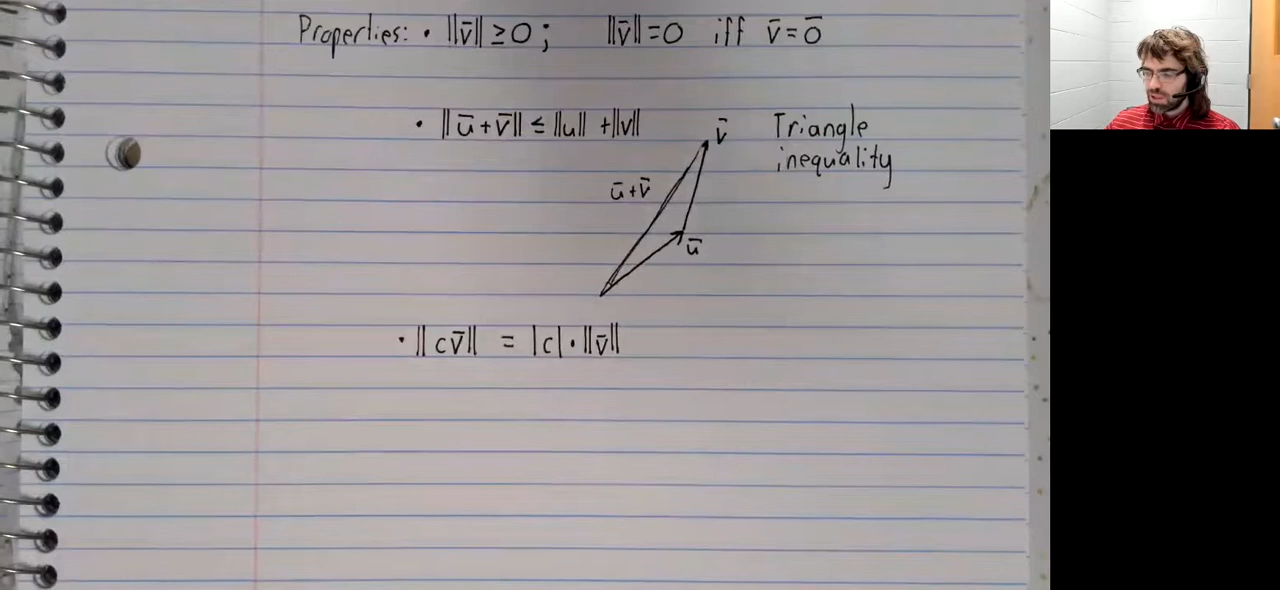 Properties: • ||v̄|| ≥ 0 ; ||v̄|| = 0 iff v̄ = 0̄
• ||ū + v̄|| ≤ ||u|| + ||v||
Triangle
inequality
v̄
ū+v̄
ū
• ||cv̄|| = |c| • ||v̄||